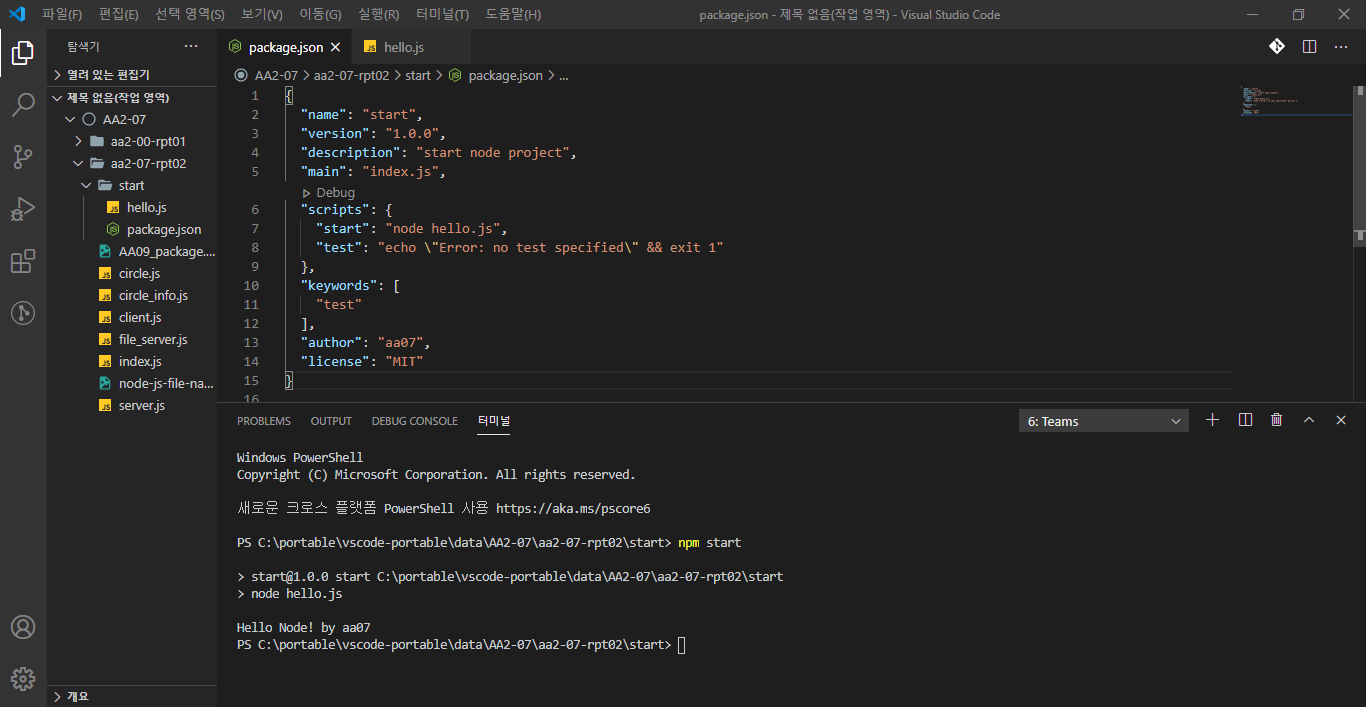 파일(F) 편집(E) 선택 영역(S) 보기(V) 이동(G) 실행(R) 터미널(T) 도움말(H) package.json - 제목 없음(작업 영역) - Visual Studio Code
탐색기
열려 있는 편집기
제목 없음(작업 영역)
AA2-07
aa2-00-rpt01
aa2-07-rpt02
start
hello.js
package.json
AA09_package....
circle.js
circle_info.js
client.js
file_server.js
index.js
node-js-file-na...
server.js
개요
package.json hello.js
AA2-07 > aa2-07-rpt02 > start > package.json > ...
1 {
2 "name": "start",
3 "version": "1.0.0",
4 "description": "start node project",
5 "main": "index.js",
Debug
6 "scripts": {
7 "start": "node hello.js",
8 "test": "echo \"Error: no test specified\" && exit 1"
9 },
10 "keywords": [
11 "test"
12 ],
13 "author": "aa07",
14 "license": "MIT"
15 }
16
PROBLEMS OUTPUT DEBUG CONSOLE 터미널 6: Teams
Windows PowerShell
Copyright (C) Microsoft Corporation. All rights reserved.
새로운 크로스 플랫폼 PowerShell 사용 https://aka.ms/pscore6
PS C:\portable\vscode-portable\data\AA2-07\aa2-07-rpt02\start> npm start
> start@1.0.0 start C:\portable\vscode-portable\data\AA2-07\aa2-07-rpt02\start
> node hello.js
Hello Node! by aa07
PS C:\portable\vscode-portable\data\AA2-07\aa2-07-rpt02\start>